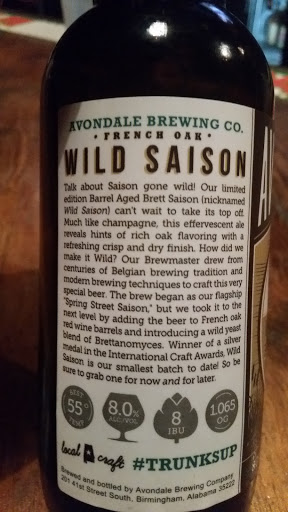 AVONDALE BREWING CO.
• FRENCH OAK •
WILD SAISON
Talk about Saison gone wild! Our limited
edition Barrel Aged Brett Saison (nicknamed
Wild Saison) can't wait to take its top off.
Much like champagne, this effervescent ale
reveals hints of rich oak flavoring with a
refreshing crisp and dry finish. How did we
make it Wild? Our Brewmaster drew from
centuries of Belgian brewing tradition and
modern brewing techniques to craft this very
special beer. The brew began as our flagship
"Spring Street Saison," but we took it to the
next level by adding the beer to French oak
red wine barrels and introducing a wild yeast
blend of Brettanomyces. Winner of a silver
medal in the International Craft Awards, Wild
Saison is our smallest batch to date! So be
sure to grab one for now and for later.
BEST
55°
TEMP
8.0%
ALC/VOL
8
IBU
1.065
OG
local craft #TRUNKSUP
Brewed and bottled by Avondale Brewing Company
201 41st Street South, Birmingham, Alabama 35222